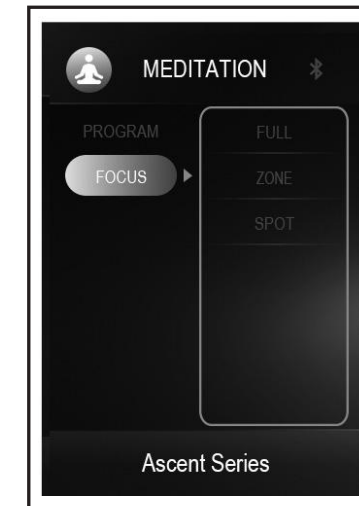 MEDITATION
PROGRAM
FULL
FOCUS
ZONE
SPOT
Ascent Series